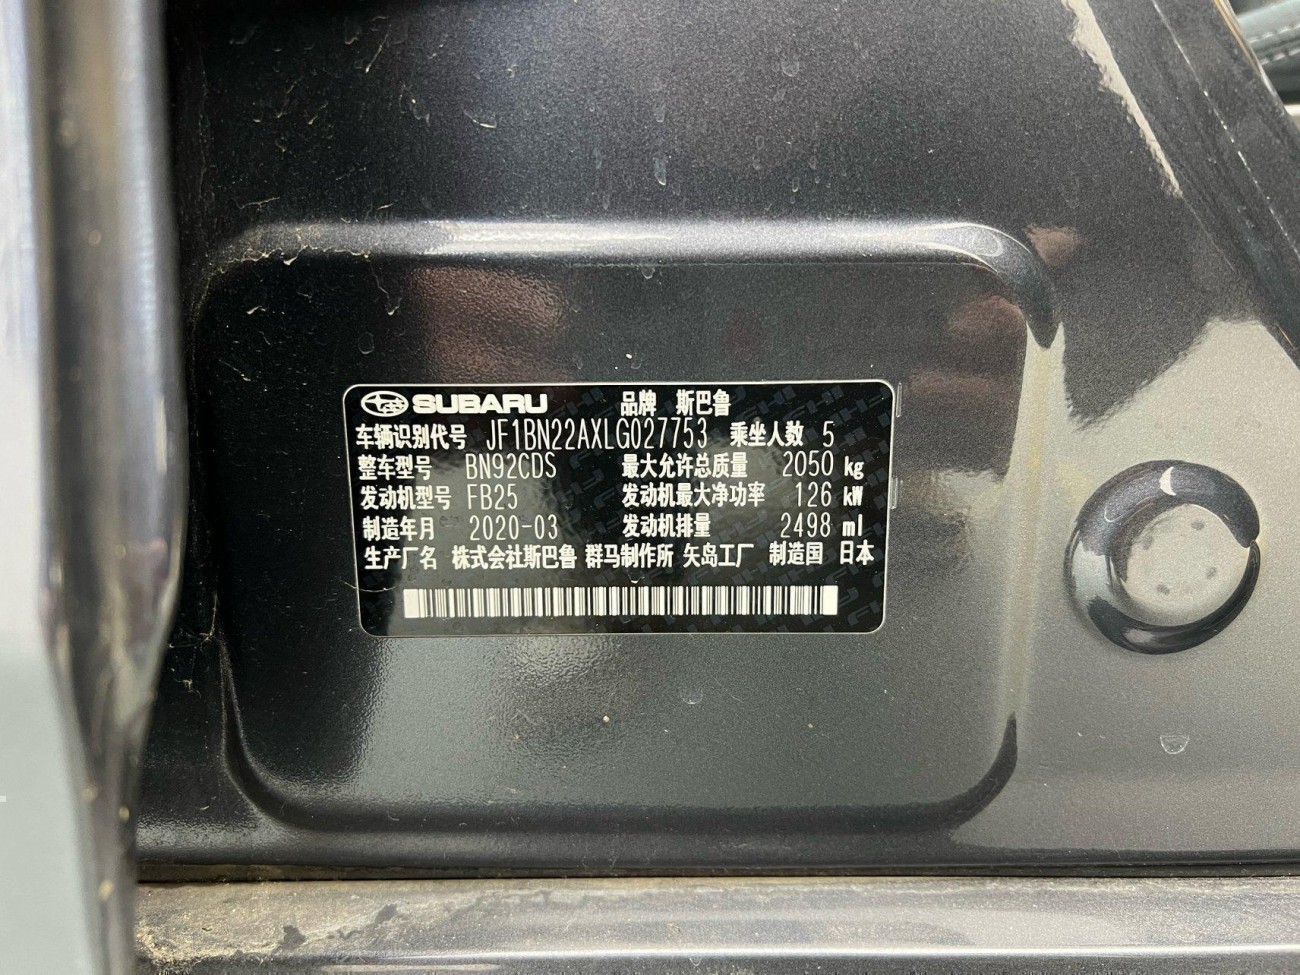 SUBARU 品牌 斯巴鲁
车辆识别代号 JF1BN22AXLG027753 乘坐人数 5
整车型号 BN92CDS 最大允许总质量 2050 kg
发动机型号 FB25 发动机最大净功率 126 kW
制造年月 2020-03 发动机排量 2498 ml
生产厂名 株式会社斯巴鲁 群马制作所 矢岛工厂 制造国 日本